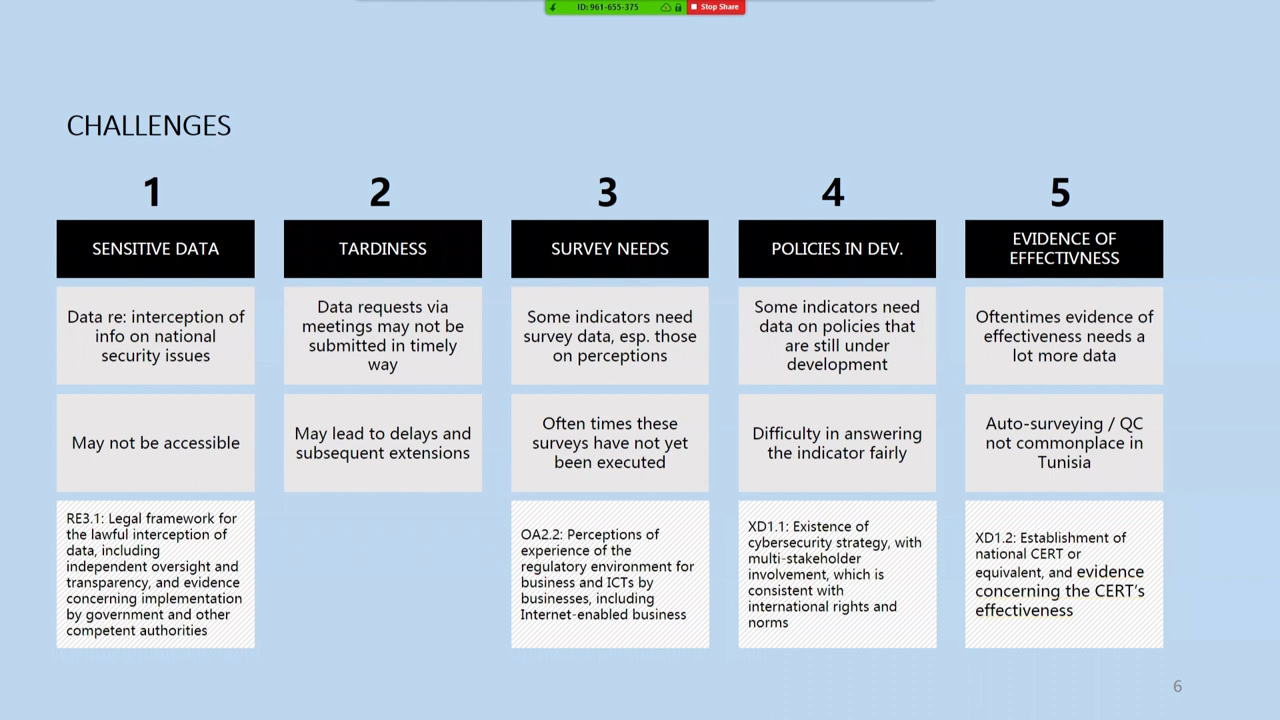 ID: 961-655-375
Stop Share
CHALLENGES
1
SENSITIVE DATA
Data re: interception of
info on national
security issues
May not be accessible
RE3.1: Legal framework for
the lawful interception of
data, including
independent oversight and
transparency, and evidence
concerning implementation
by government and other
competent authorities
2
TARDINESS
Data requests via
meetings may not be
submitted in timely
way
May lead to delays and
subsequent extensions
3
SURVEY NEEDS
Some indicators need
survey data, esp. those
on perceptions
Often times these
surveys have not yet
been executed
OA2.2: Perceptions of
experience of the
regulatory environment for
business and ICTs by
businesses, including
Internet-enabled business
4
POLICIES IN DEV.
Some indicators need
data on policies that
are still under
development
Difficulty in answering
the indicator fairly
XD1.1: Existence of
cybersecurity strategy, with
multi-stakeholder
involvement, which is
consistent with
international rights and
norms
5
EVIDENCE OF
EFFECTIVNESS
Oftentimes evidence of
effectiveness needs a
lot more data
Auto-surveying / QC
not commonplace in
Tunisia
XD1.2: Establishment of
national CERT or
equivalent, and evidence
concerning the CERT's
effectiveness
6